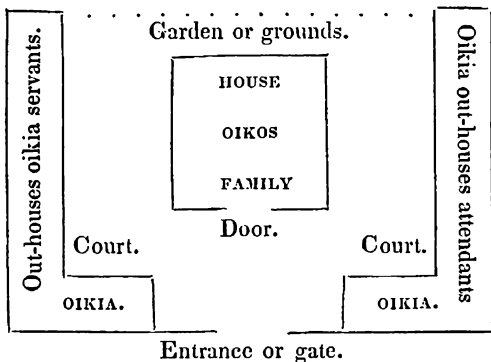 Garden or grounds.
Out-houses oikia servants.
HOUSE
OIKOS
FAMILY
Oikia out-houses attendants
Door.
Court.
Court.
OIKIA.
OIKIA.
Entrance or gate.